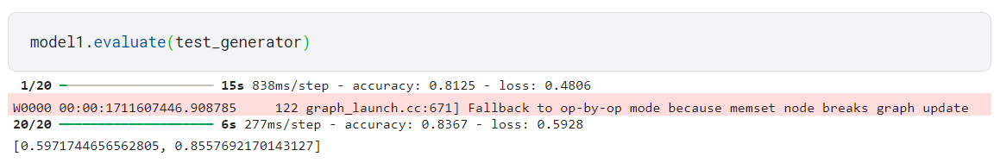 model1.evaluate(test_generator)
1/20 ━━━━━━━━━━━━━━━━━━━━ 15s 838ms/step - accuracy: 0.8125 - loss: 0.4806
W0000 00:00:1711607446.908785     122 graph_launch.cc:671] Fallback to op-by-op mode because memset node breaks graph update
20/20 ━━━━━━━━━━━━━━━━━━━━ 6s 277ms/step - accuracy: 0.8367 - loss: 0.5928
[0.5971744656562805, 0.8557692170143127]